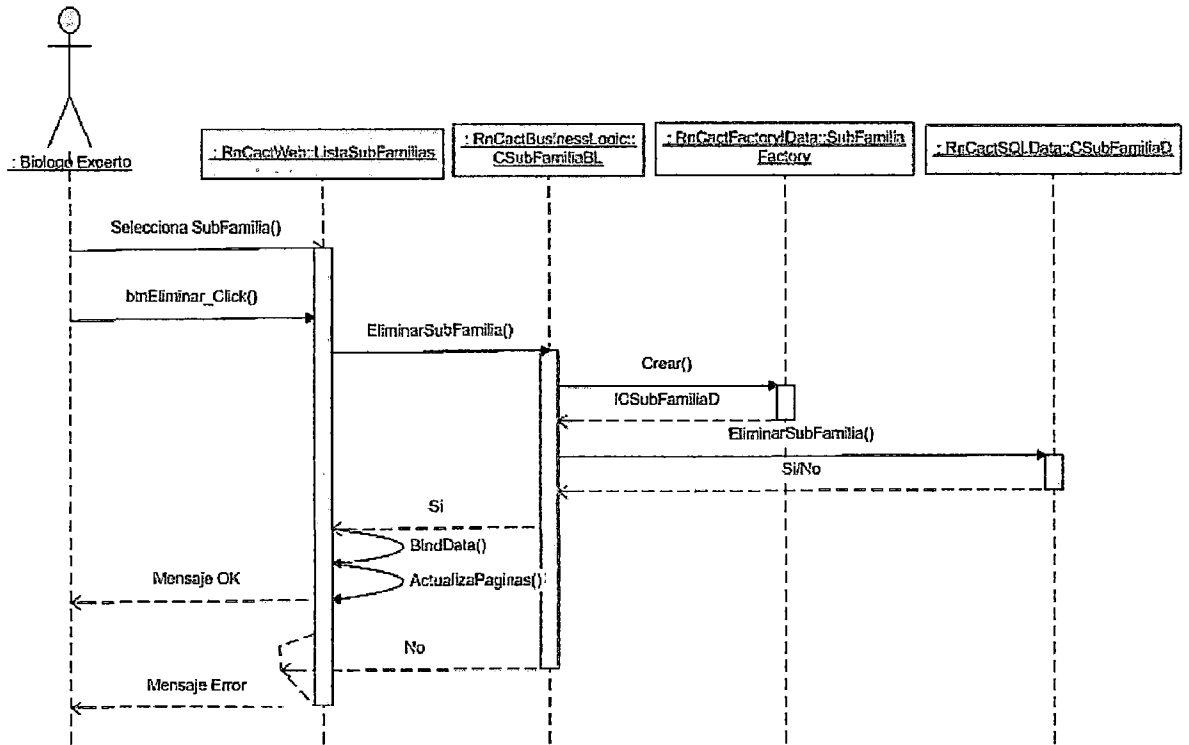 : Biologo Experto
: RnCactWeb::ListaSubFamilias
: RnCactBusinessLogic::
CSubFamiliaBL
: RnCactFactoryIData::SubFamilia
Factory
: RnCactSQLData::CSubFamiliaD
Selecciona SubFamilia()
btnEliminar_Click()
EliminarSubFamilia()
Crear()
ICSubFamiliaD
EliminarSubFamilia()
Si/No
Si
BindData()
ActualizaPaginas()
Mensaje OK
No
Mensaje Error